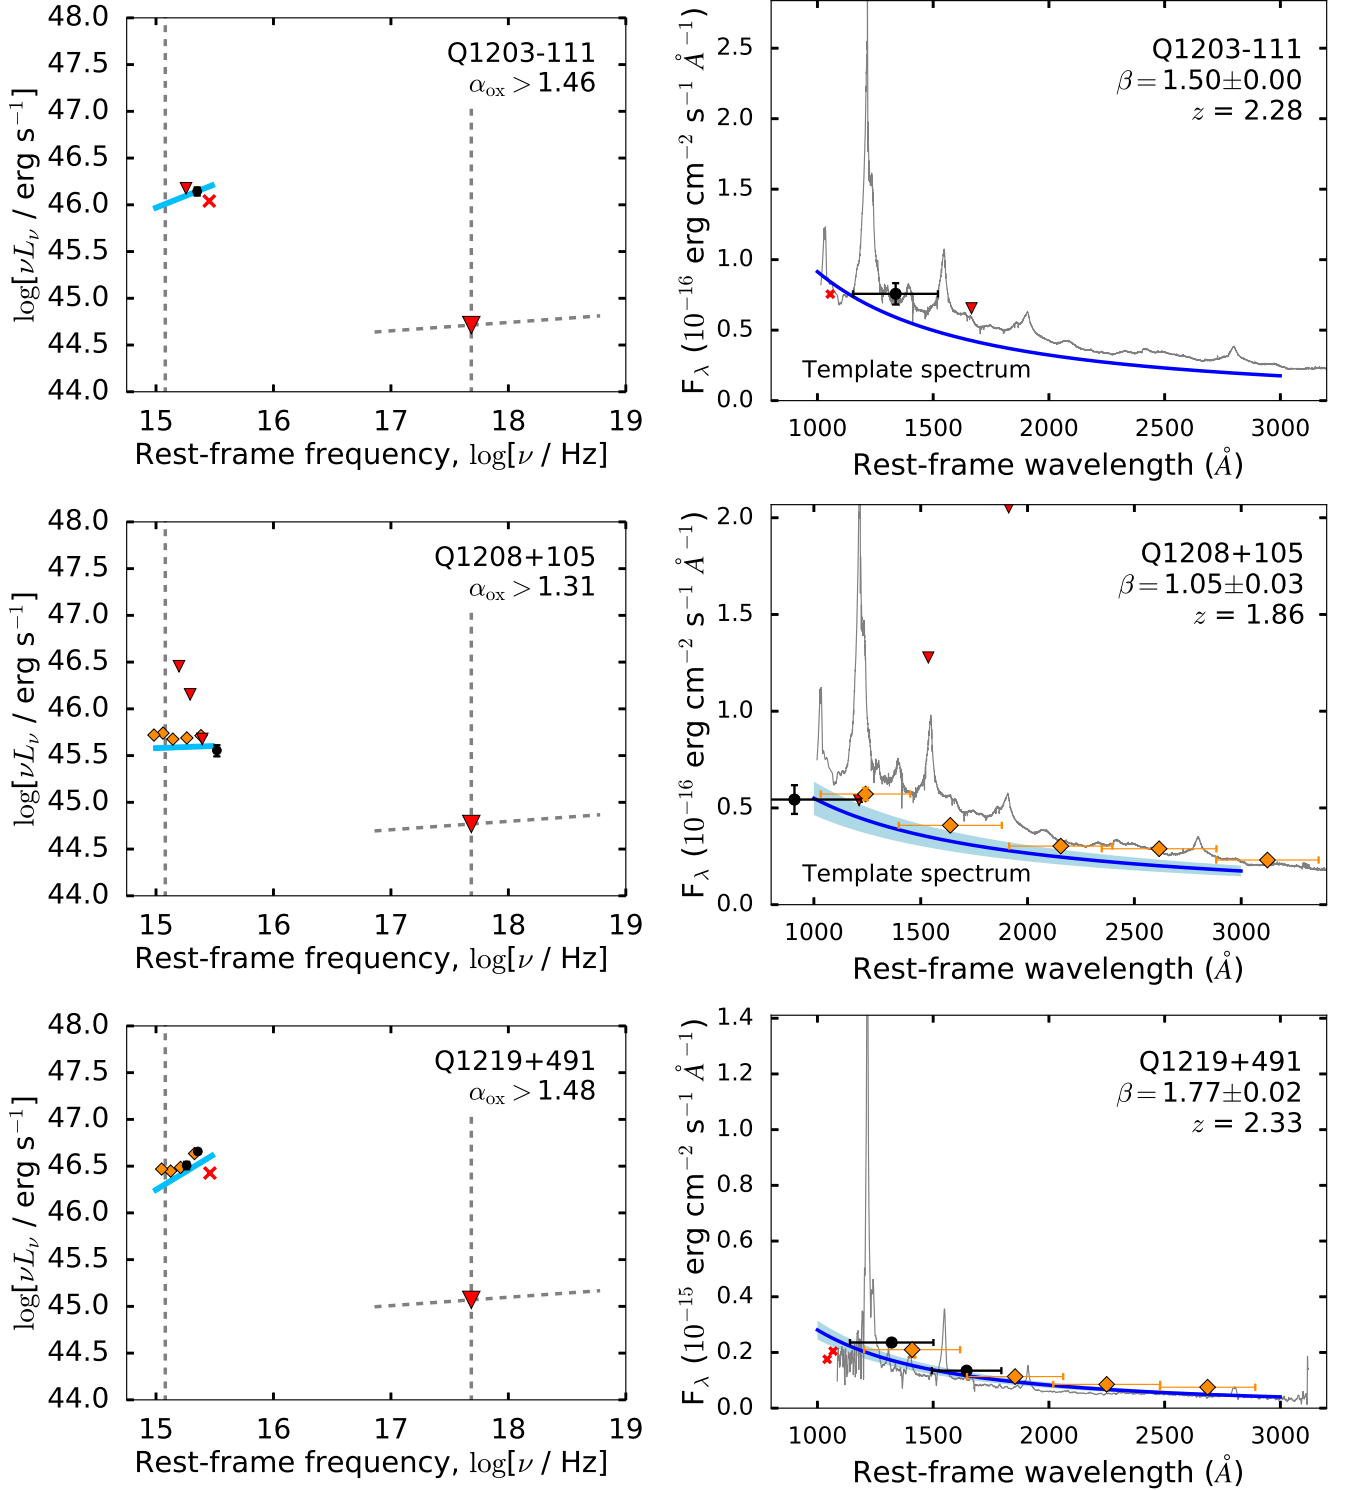 48.0
47.5
47.0
46.5
46.0
45.5
45.0
44.5
44.0
log[νLν / erg s⁻¹]
Q1203-111
αox > 1.46
15 16 17 18 19
Rest-frame frequency, log[ν / Hz]
2.5
2.0
1.5
1.0
0.5
0.0
Fλ (10⁻¹⁶ erg cm⁻² s⁻¹ Å⁻¹)
Q1203-111
β = 1.50±0.00
z = 2.28
Template spectrum
1000 1500 2000 2500 3000
Rest-frame wavelength (Å)
48.0
47.5
47.0
46.5
46.0
45.5
45.0
44.5
44.0
log[νLν / erg s⁻¹]
Q1208+105
αox > 1.31
15 16 17 18 19
Rest-frame frequency, log[ν / Hz]
2.0
1.5
1.0
0.5
0.0
Fλ (10⁻¹⁶ erg cm⁻² s⁻¹ Å⁻¹)
Q1208+105
β = 1.05±0.03
z = 1.86
Template spectrum
1000 1500 2000 2500 3000
Rest-frame wavelength (Å)
48.0
47.5
47.0
46.5
46.0
45.5
45.0
44.5
44.0
log[νLν / erg s⁻¹]
Q1219+491
αox > 1.48
15 16 17 18 19
Rest-frame frequency, log[ν / Hz]
1.4
1.2
1.0
0.8
0.6
0.4
0.2
0.0
Fλ (10⁻¹⁵ erg cm⁻² s⁻¹ Å⁻¹)
Q1219+491
β = 1.77±0.02
z = 2.33
1000 1500 2000 2500 3000
Rest-frame wavelength (Å)